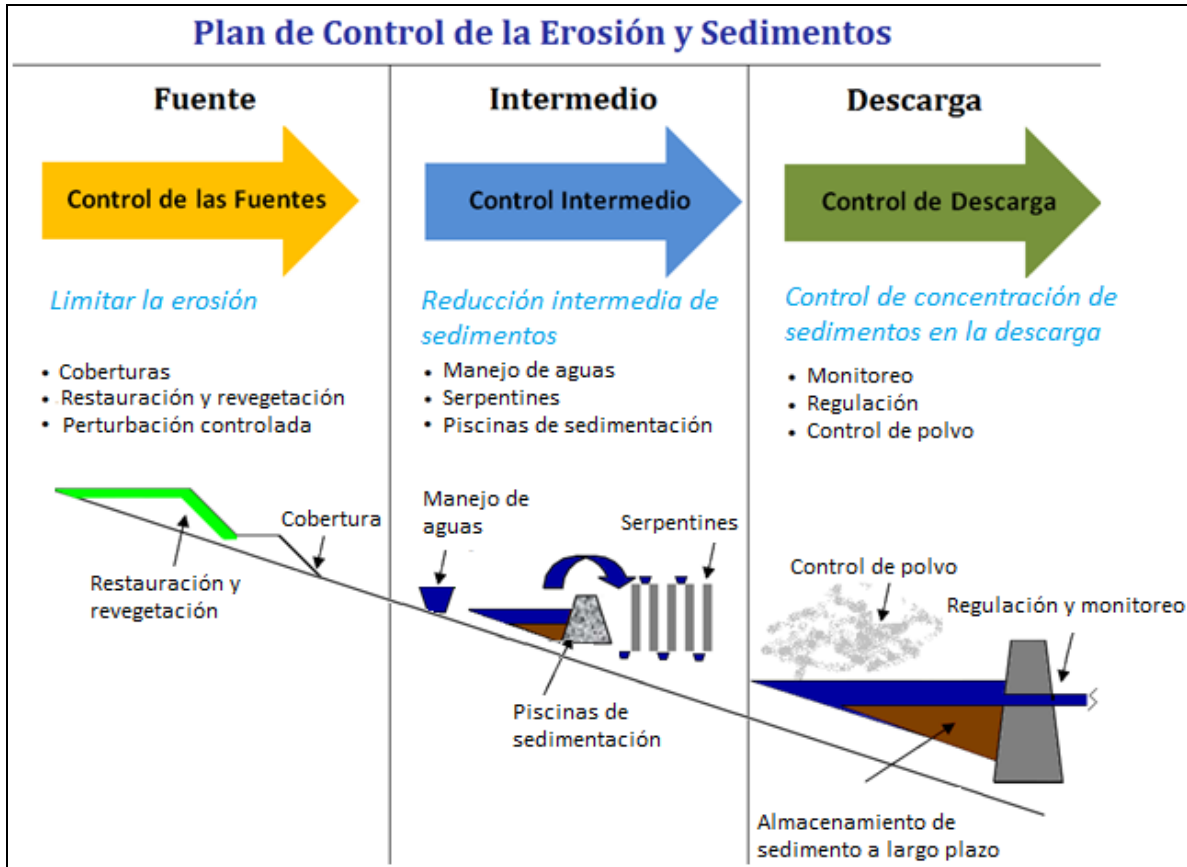 Plan de Control de la Erosión y Sedimentos
Fuente
Control de las Fuentes
Limitar la erosión
• Coberturas
• Restauración y revegetación
• Perturbación controlada
Cobertura
Restauración y
revegetación
Intermedio
Control Intermedio
Reducción intermedia de
sedimentos
• Manejo de aguas
• Serpentines
• Piscinas de sedimentación
Manejo de
aguas
Serpentines
Piscinas de
sedimentación
Descarga
Control de Descarga
Control de concentración de
sedimentos en la descarga
• Monitoreo
• Regulación
• Control de polvo
Control de polvo
Regulación y monitoreo
Almacenamiento de
sedimento a largo plazo